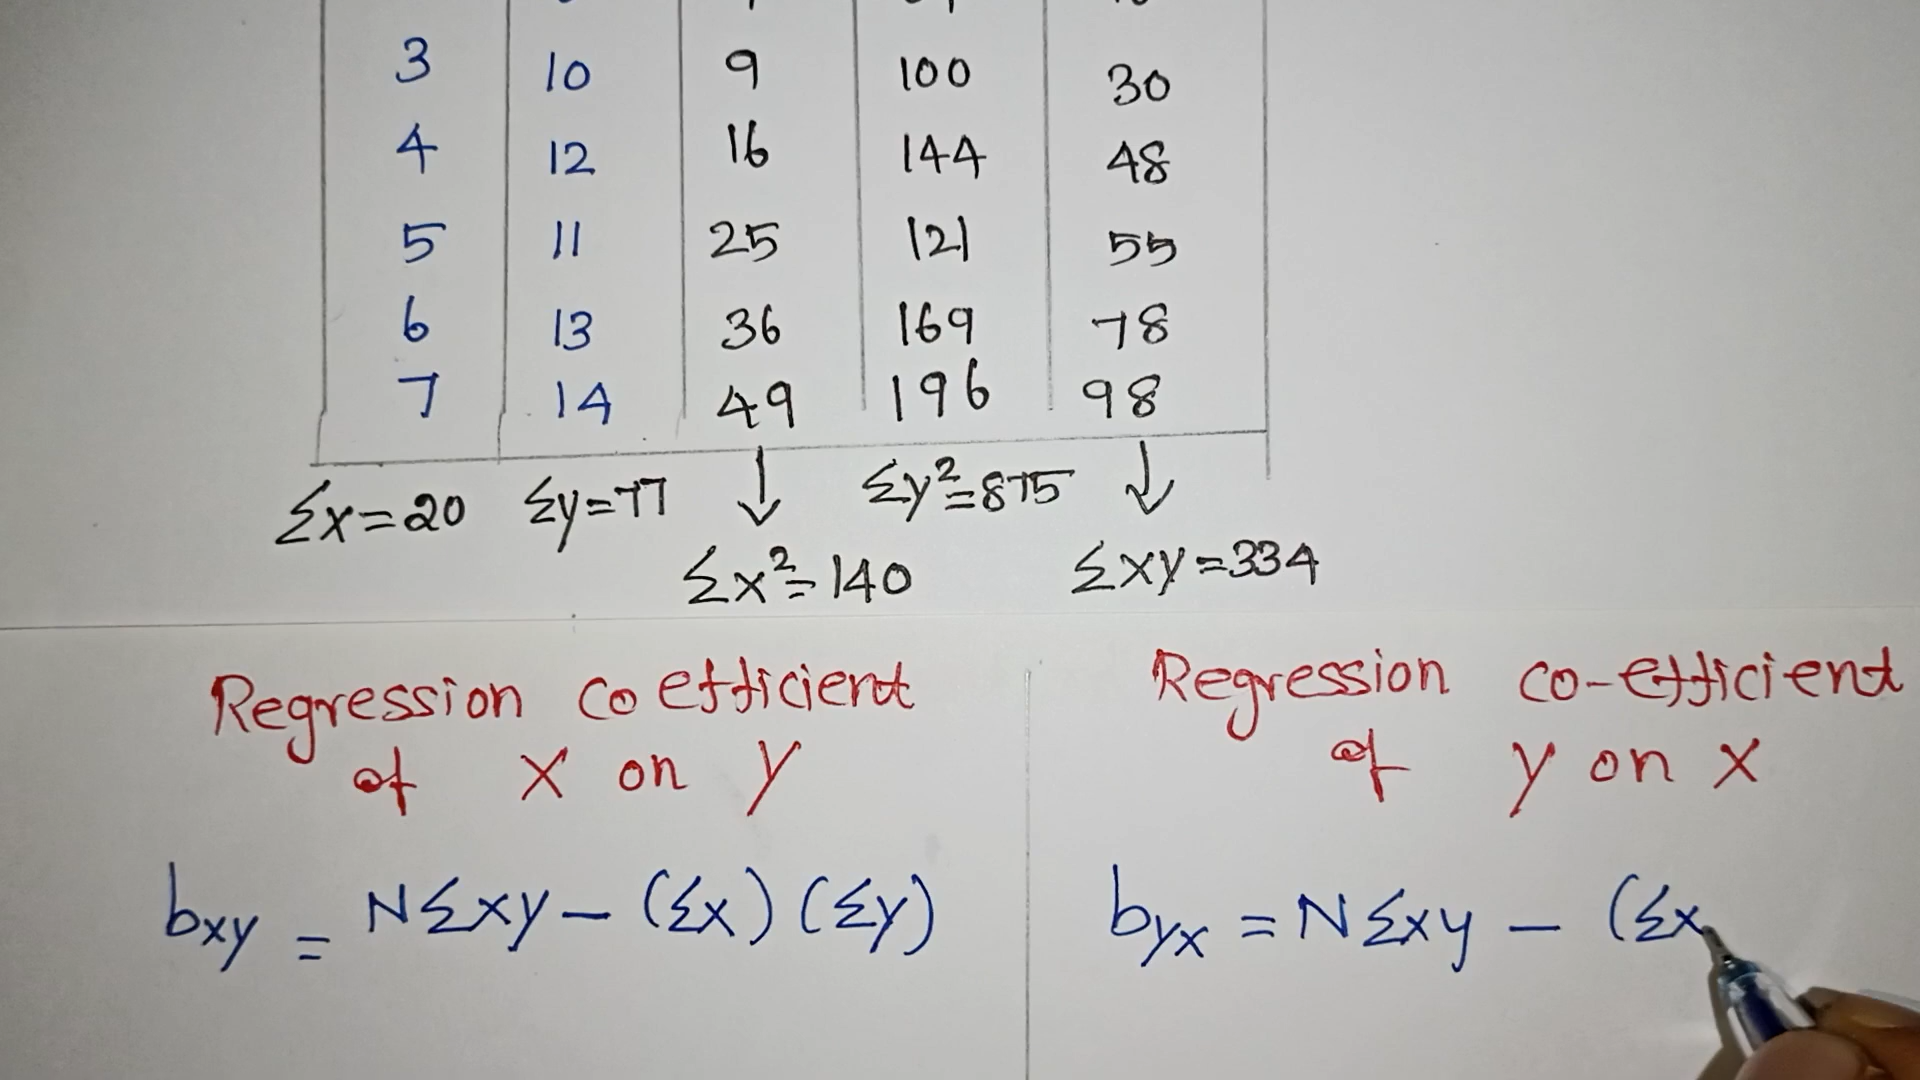 3 10 9 100 30
4 12 16 144 48
5 11 25 121 55
6 13 36 169 78
7 14 49 196 98
Σx=20 Σy=77 ↓ Σy²=875 ↓
Σx²=140 Σxy=334
Regression coefficient
of x on y
bxy = NΣxy – (Σx) (Σy)
Regression co-efficient
of y on x
byx = NΣxy – (Σx